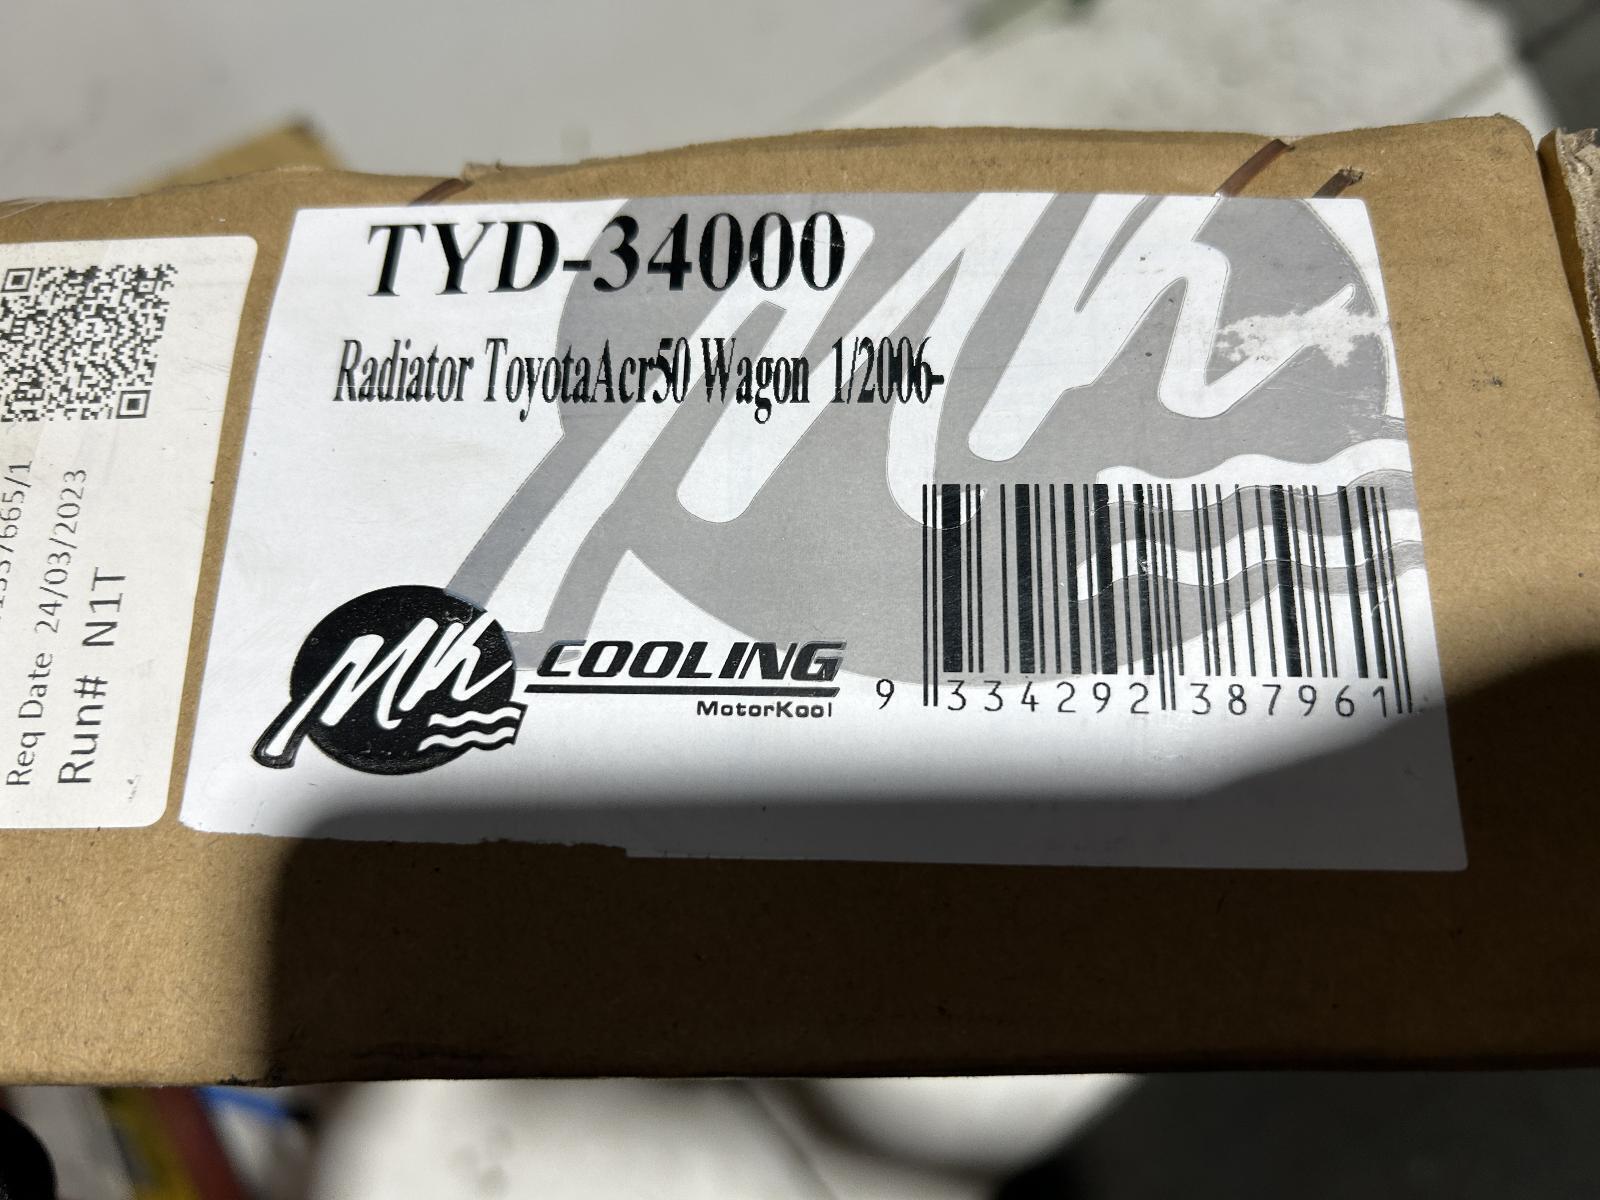 TYD-34000
Radiator ToyotaAcr50 Wagon 1/2006-
Mk
COOLING
MotorKool
9 334292 387961
Req Date 24/03/2023
Run# N1T